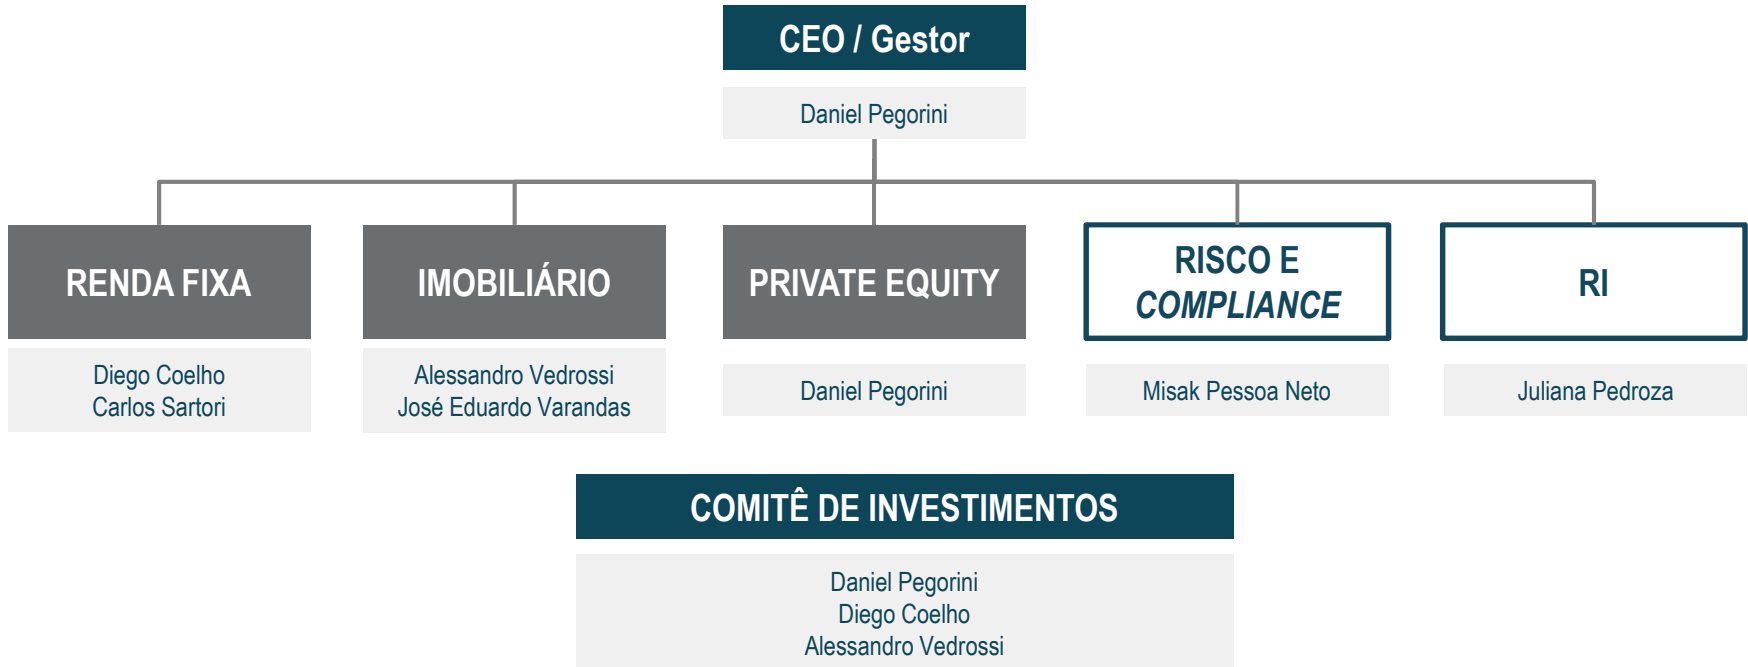 CEO / Gestor
Daniel Pegorini
RENDA FIXA
Diego Coelho
Carlos Sartori
IMOBILIÁRIO
Alessandro Vedrossi
José Eduardo Varandas
PRIVATE EQUITY
Daniel Pegorini
RISCO E
COMPLIANCE
Misak Pessoa Neto
RI
Juliana Pedroza
COMITÊ DE INVESTIMENTOS
Daniel Pegorini
Diego Coelho
Alessandro Vedrossi